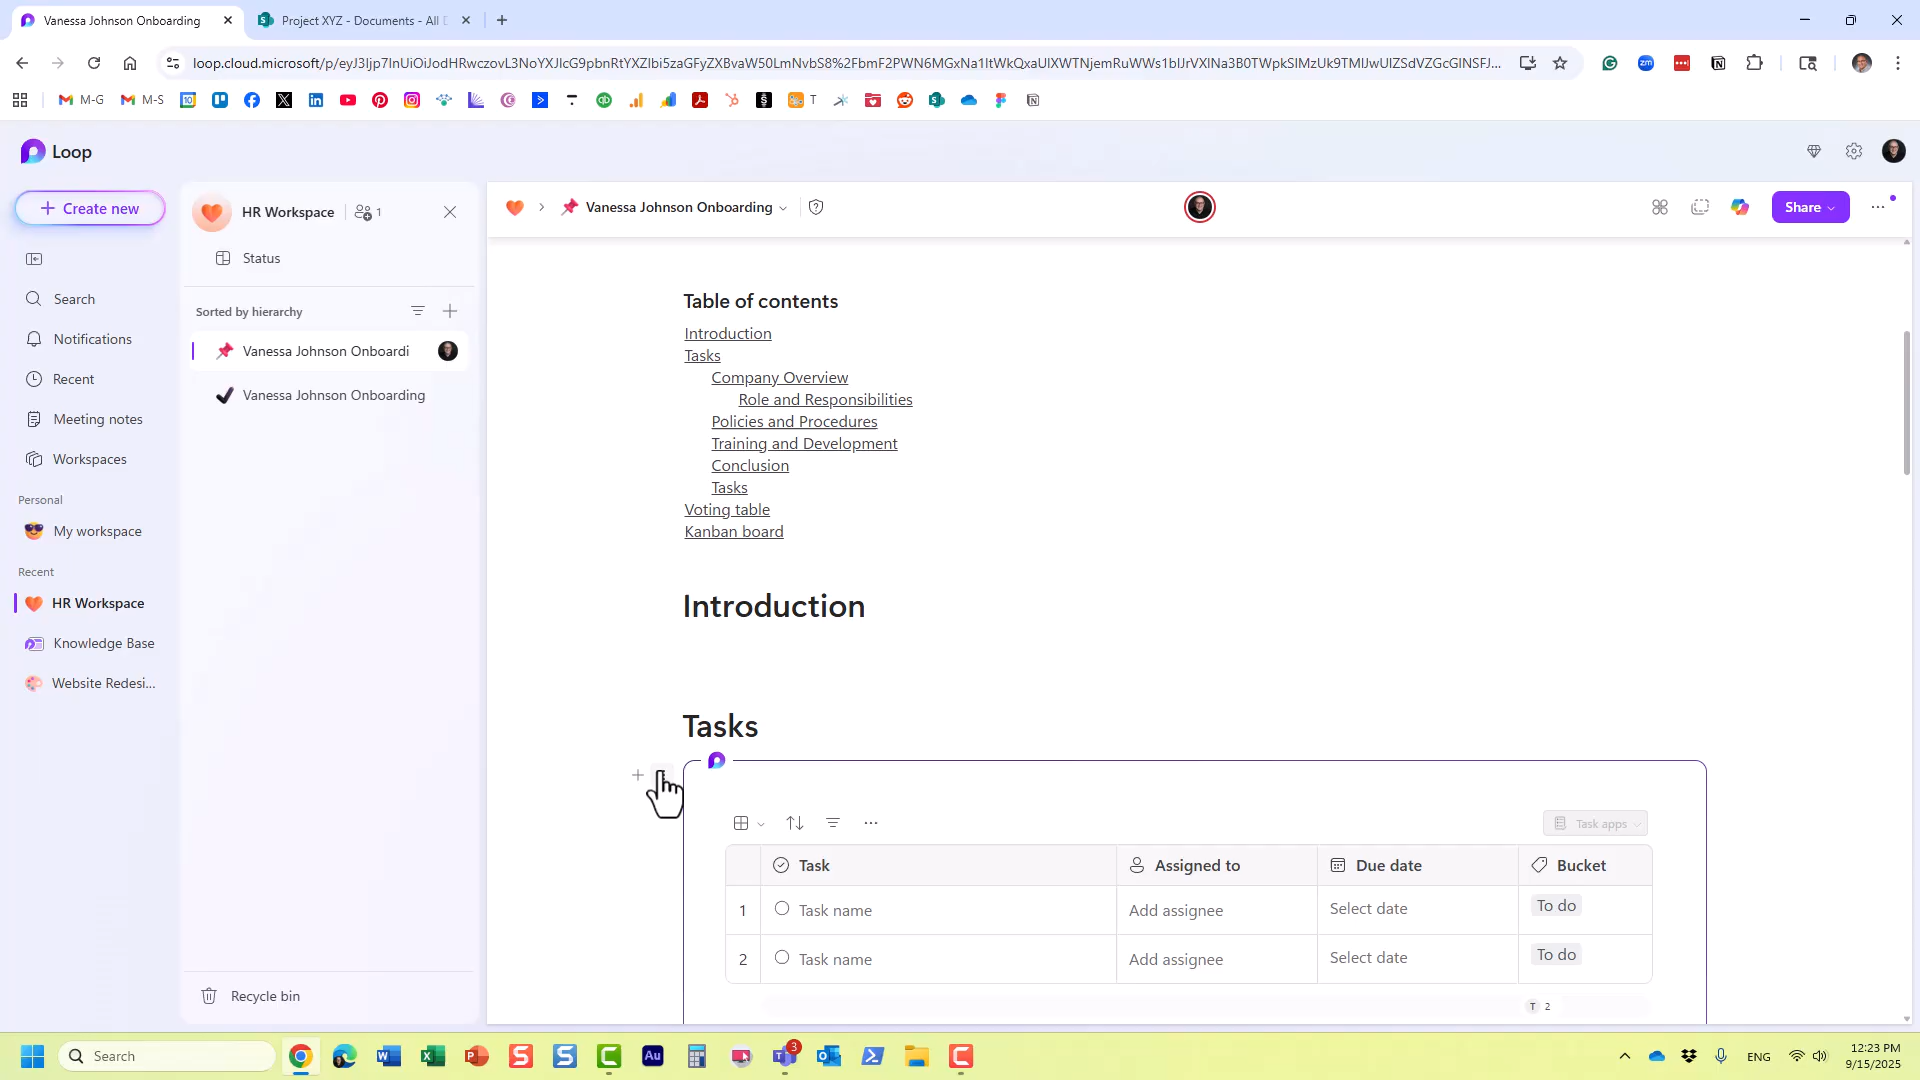 Vanessa Johnson Onboarding
Project XYZ - Documents - All D
loop.cloud.microsoft/p/
M-G
M-S
T
Loop
Create new
HR Workspace
1
Vanessa Johnson Onboarding
Share
Status
Search
Sorted by hierarchy
Notifications
Vanessa Johnson Onboardi
Recent
Vanessa Johnson Onboarding
Meeting notes
Workspaces
Personal
My workspace
Recent
HR Workspace
Knowledge Base
Website Redesi...
Recycle bin
Table of contents
Introduction
Tasks
Company Overview
Role and Responsibilities
Policies and Procedures
Training and Development
Conclusion
Tasks
Voting table
Kanban board
Introduction
Tasks
Task apps
Task
Assigned to
Due date
Bucket
1
Task name
Add assignee
Select date
To do
2
Task name
Add assignee
Select date
To do
T 2
Search
Au
3
ENG
12:23 PM
9/15/2025